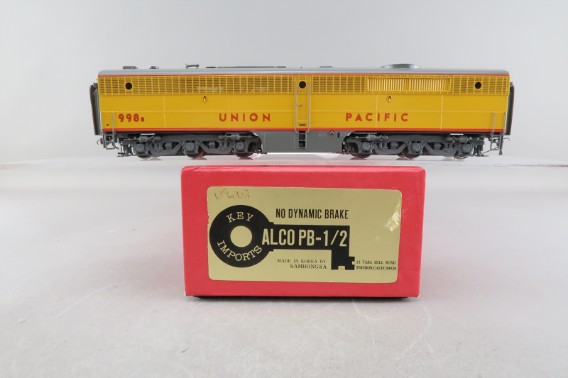 998B UNION PACIFIC
NO DYNAMIC BRAKE
KEY IMPORTS
ALCO PB-1/2
MADE IN KOREA BY
SAMHONGSA